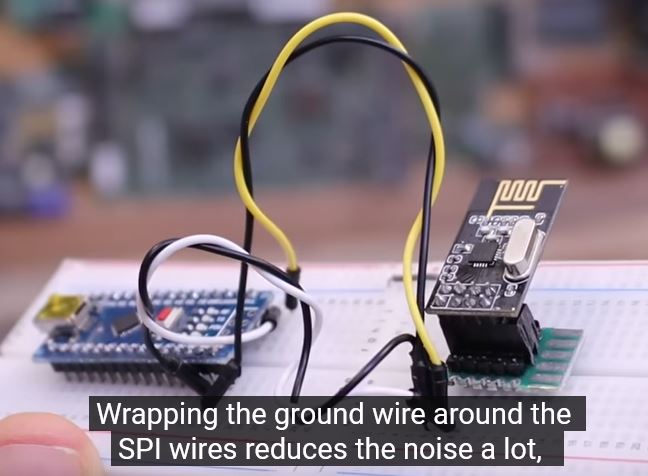 Wrapping the ground wire around the
SPI wires reduces the noise a lot,